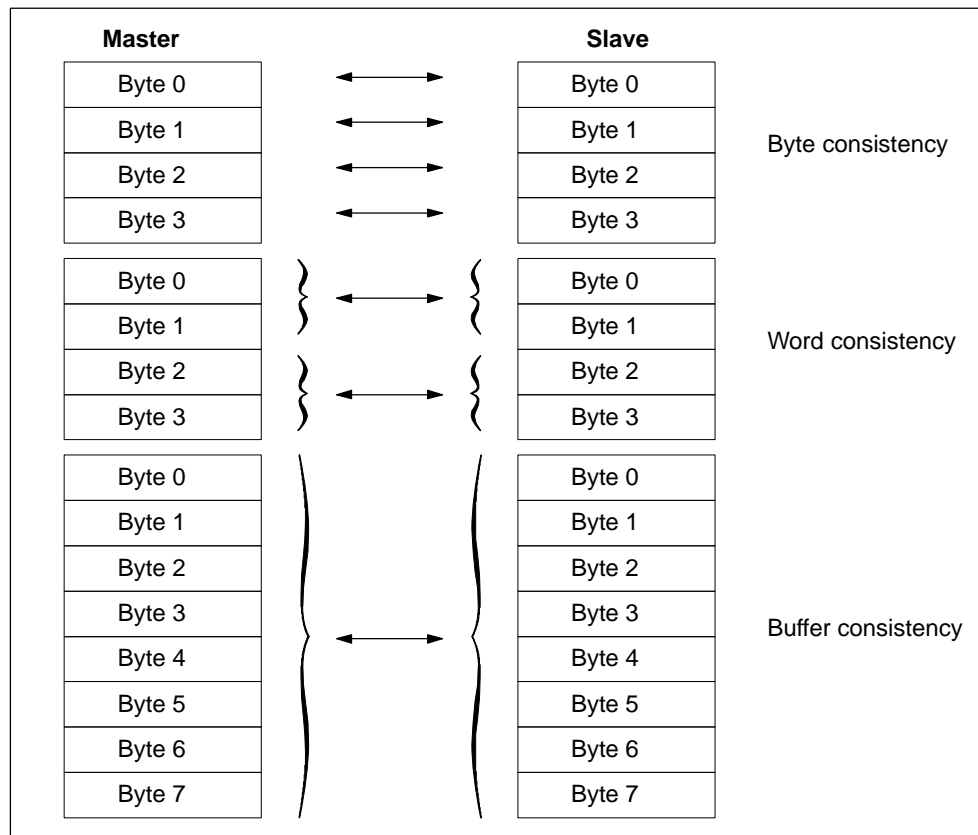 Master Slave
Byte 0 Byte 0
Byte 1 Byte 1
Byte consistency
Byte 2 Byte 2
Byte 3 Byte 3
Byte 0 Byte 0
Byte 1 Byte 1
Word consistency
Byte 2 Byte 2
Byte 3 Byte 3
Byte 0 Byte 0
Byte 1 Byte 1
Byte 2 Byte 2
Byte 3 Byte 3
Buffer consistency
Byte 4 Byte 4
Byte 5 Byte 5
Byte 6 Byte 6
Byte 7 Byte 7